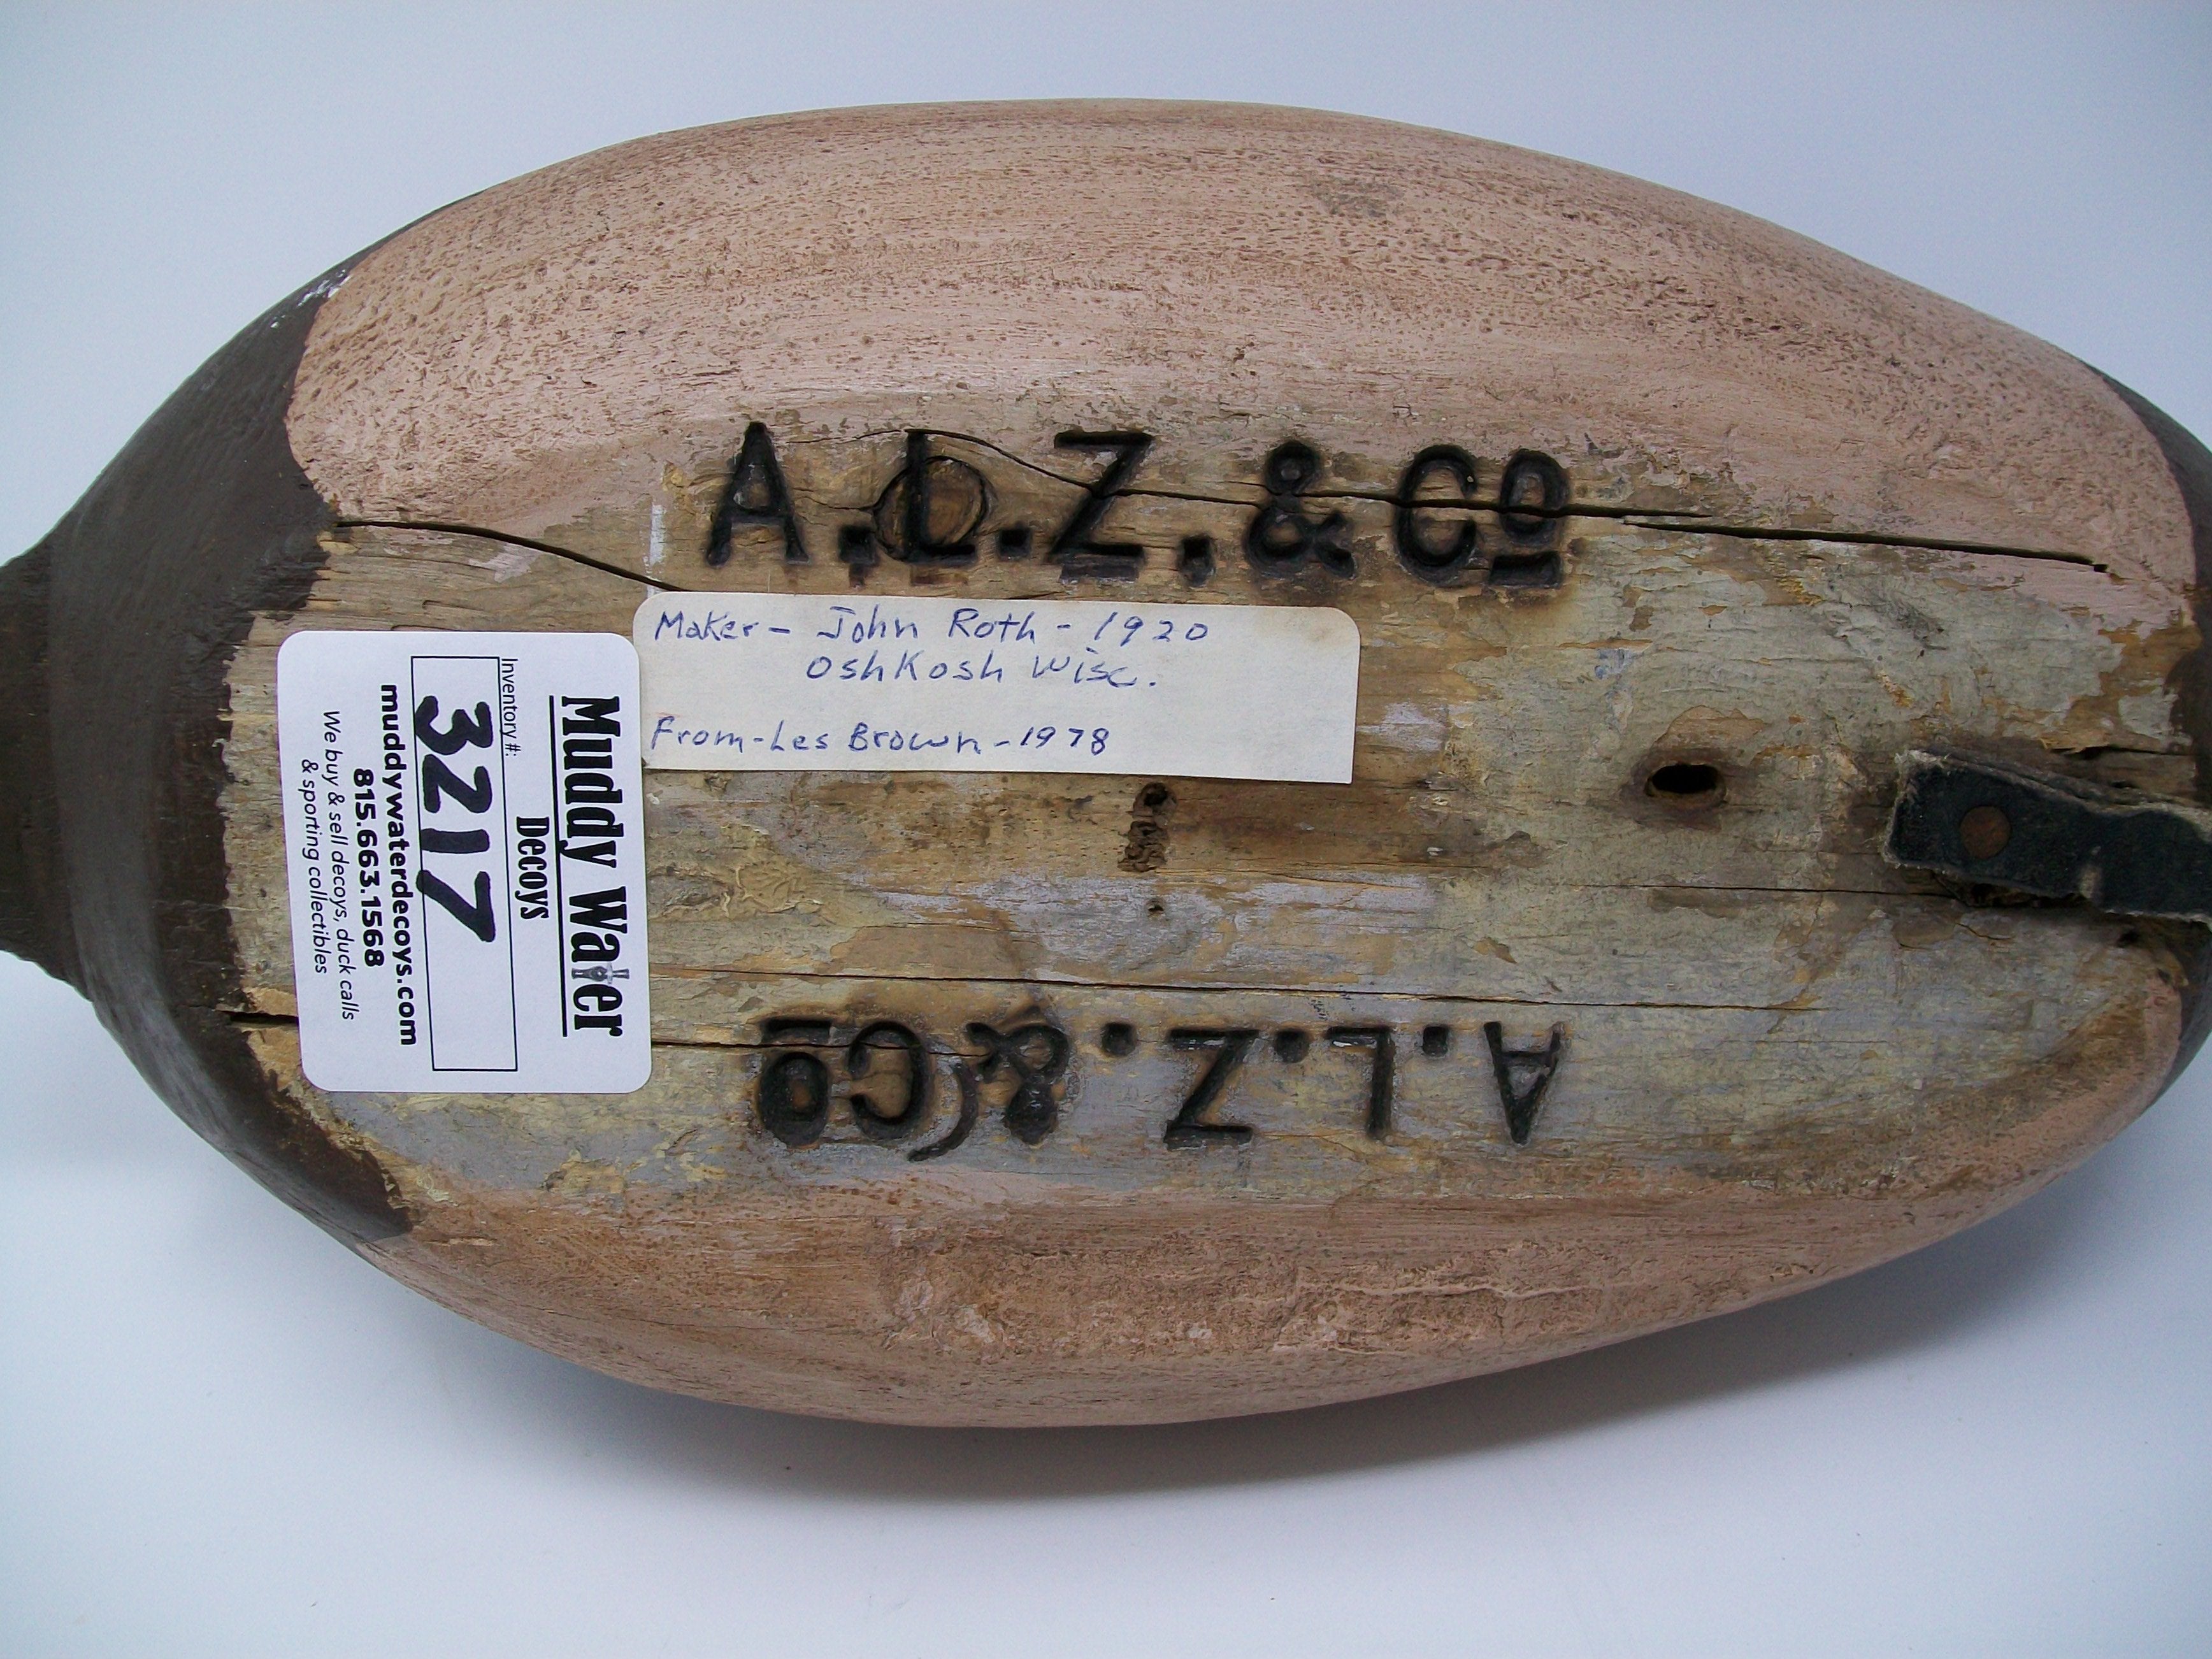 A.L.Z.&Co
Maker - John Roth - 1920
OshKosh Wisc.
From - Les Brown - 1978
Muddy Water
Decoys
Inventory #:
3217
muddywaterdecoys.com
815.663.1568
We buy & sell decoys, duck calls
& sporting collectibles
A.L.Z.&Co